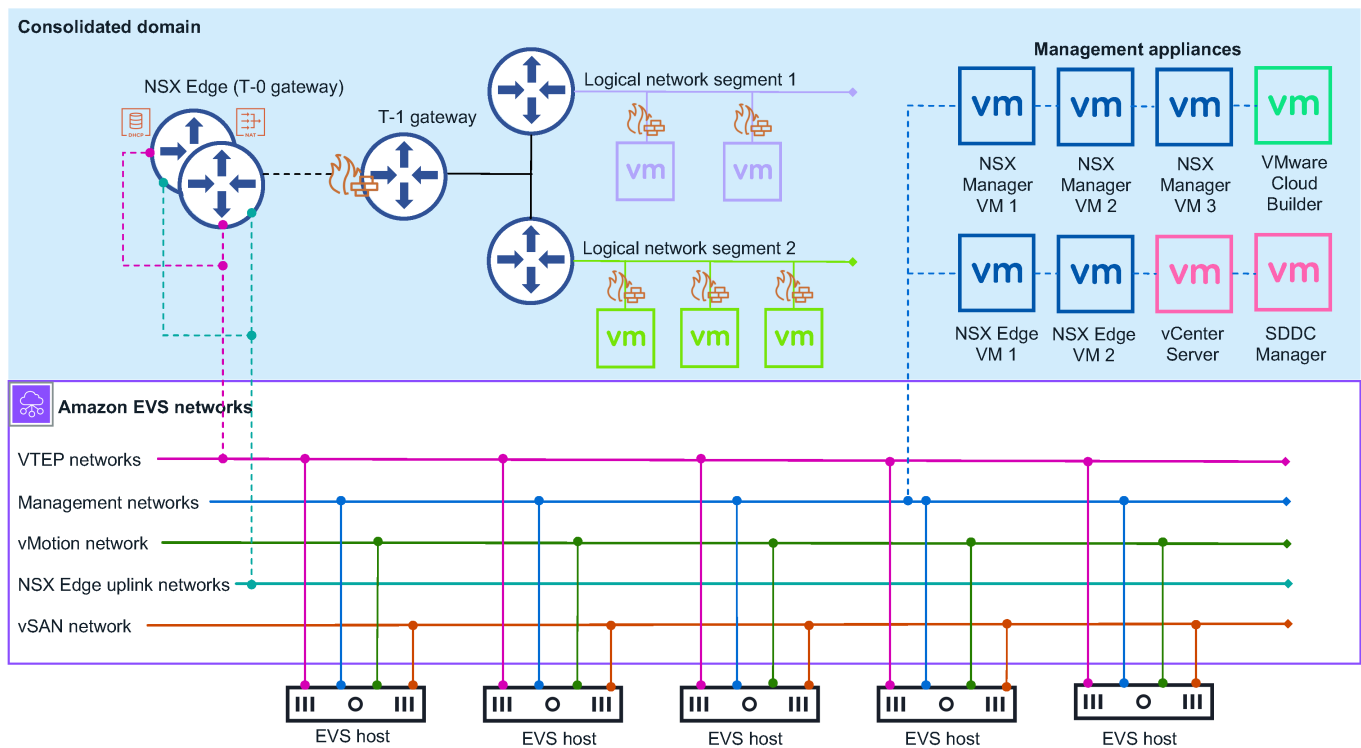 Consolidated domain
Management appliances
NSX Edge (T-0 gateway)
DHCP
NAT
T-1 gateway
Logical network segment 1
vm
vm
Logical network segment 2
vm
vm
vm
vm
vm
vm
vm
NSX
Manager
VM 1
NSX
Manager
VM 2
NSX
Manager
VM 3
VMware
Cloud
Builder
vm
vm
vm
vm
NSX Edge
VM 1
NSX Edge
VM 2
vCenter
Server
SDDC
Manager
Amazon EVS networks
VTEP networks
Management networks
vMotion network
NSX Edge uplink networks
vSAN network
EVS host
EVS host
EVS host
EVS host
EVS host